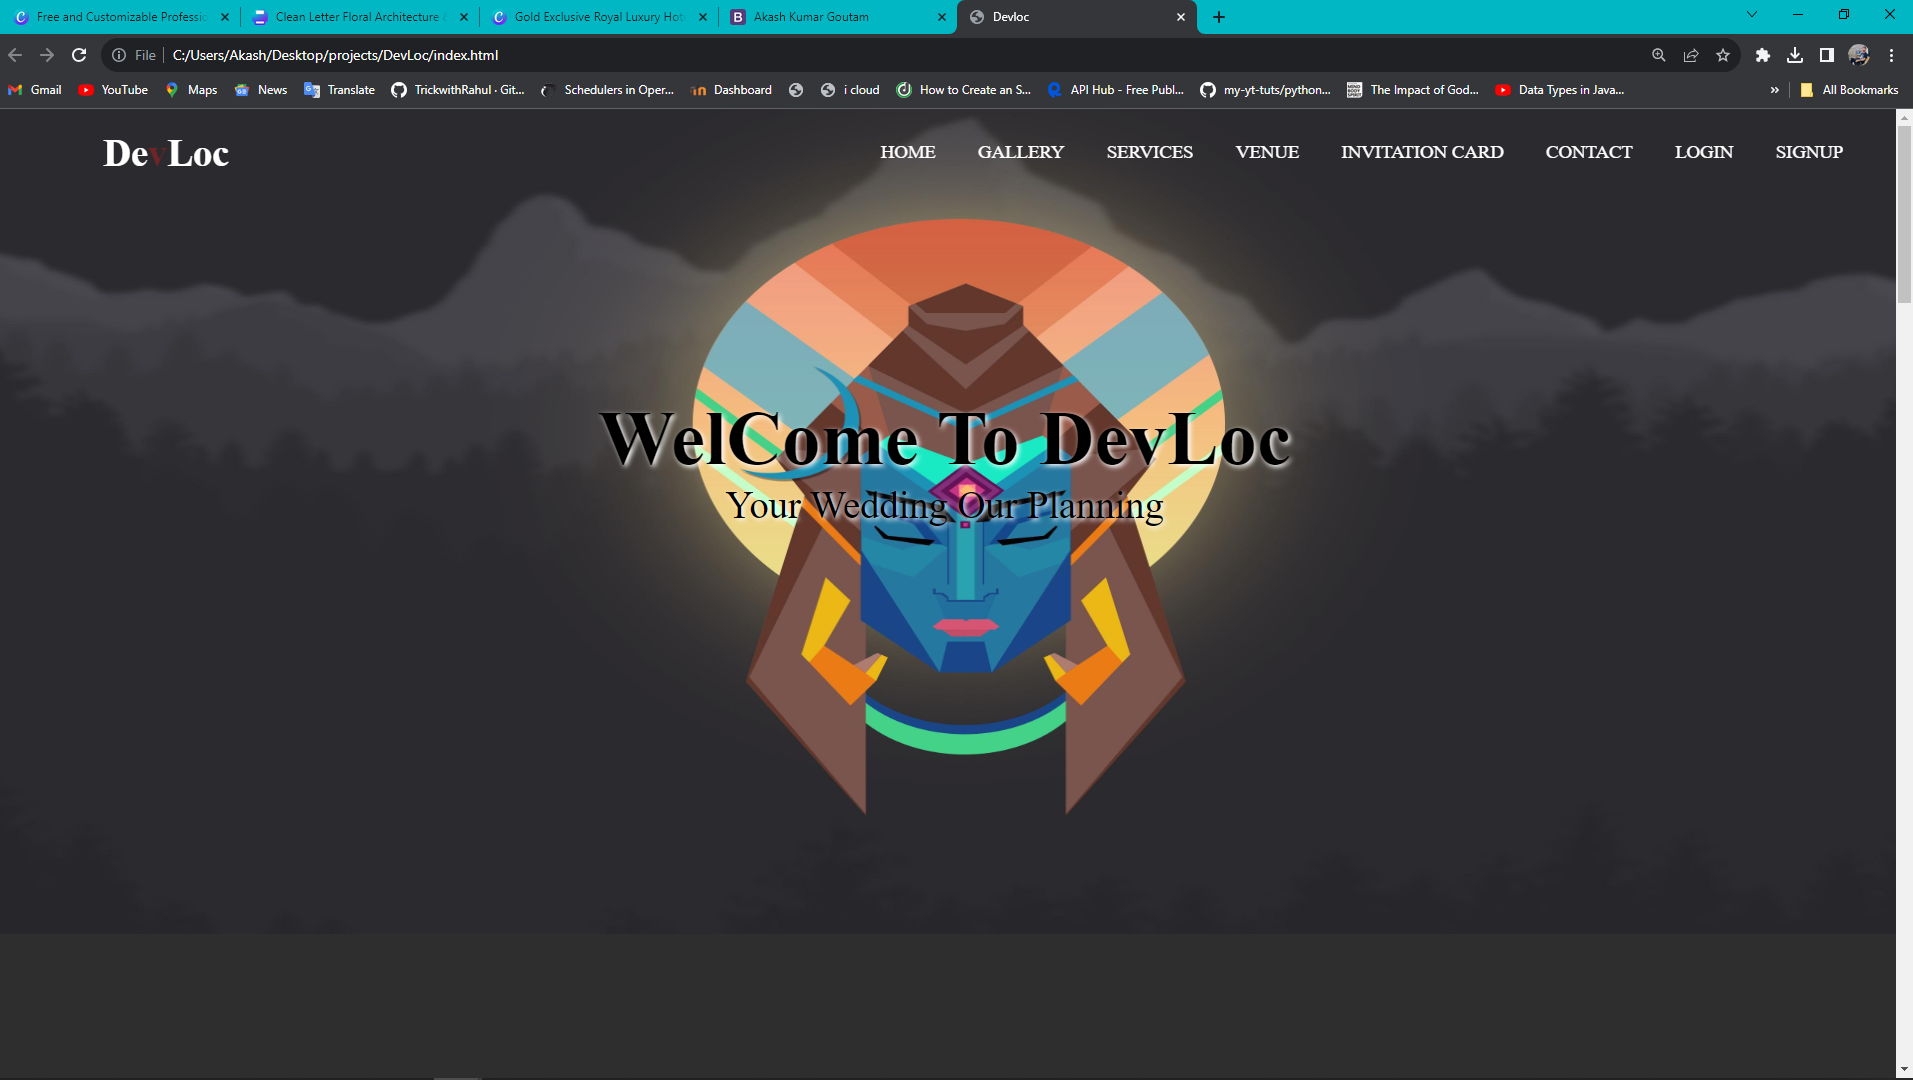 Free and Customizable Professio
Clean Letter Floral Architecture
Gold Exclusive Royal Luxury Hot
Akash Kumar Goutam
Devloc
File
C:/Users/Akash/Desktop/projects/DevLoc/index.html
Gmail
YouTube
Maps
News
Translate
TrickwithRahul · Git...
Schedulers in Oper...
Dashboard
i cloud
How to Create an S...
API Hub - Free Publ...
my-yt-tuts/python...
The Impact of God...
Data Types in Java...
»
All Bookmarks
DevLoc
HOME
GALLERY
SERVICES
VENUE
INVITATION CARD
CONTACT
LOGIN
SIGNUP
WelCome To DevLoc
Your Wedding Our Planning